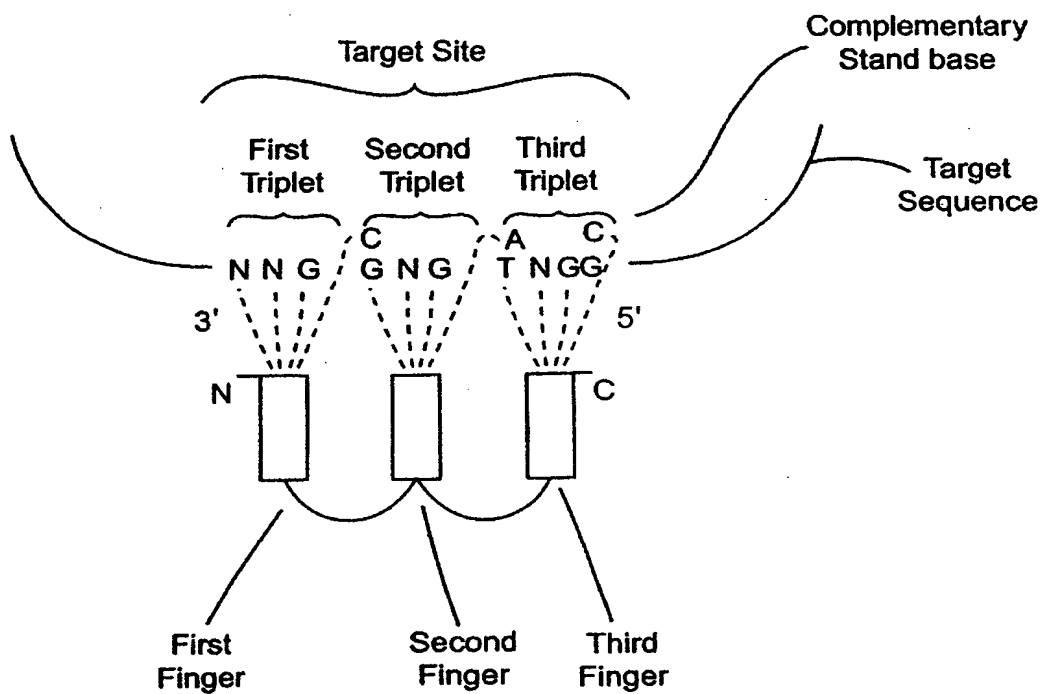 Complementary
Stand base
Target Site
First
Triplet
Second
Triplet
Third
Triplet
Target
Sequence
C A C
N N G G N G T N G G
3' 5'
N C
First
Finger
Second
Finger
Third
Finger